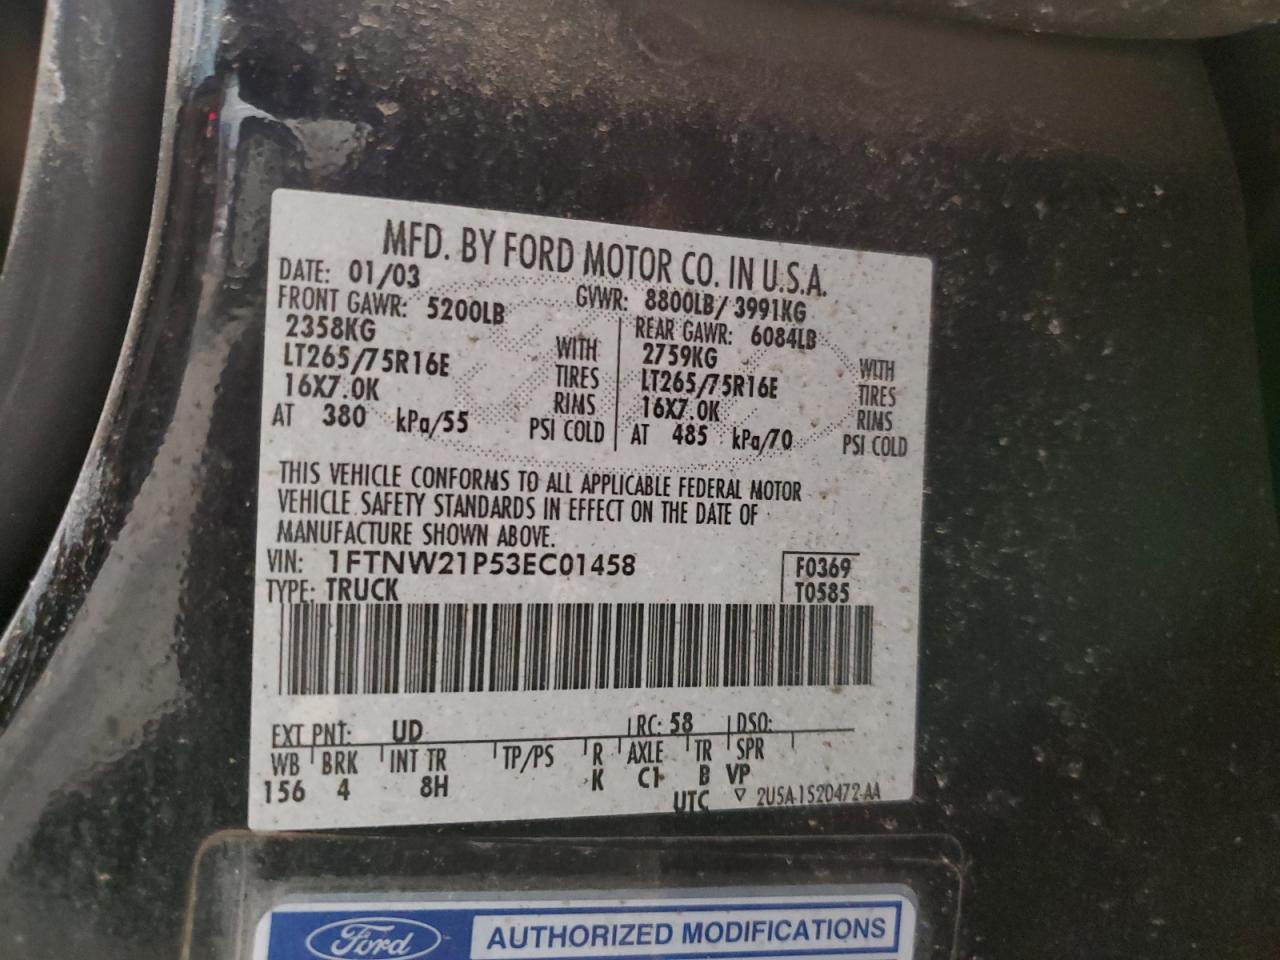 MFD. BY FORD MOTOR CO. IN U.S.A.
DATE: 01/03 GVWR: 8800LB/ 3991KG
FRONT GAWR: 5200LB REAR GAWR: 6084LB
2358KG WITH 2759KG WITH
LT265/75R16E TIRES LT265/75R16E TIRES
16X7.0K RIMS 16X7.0K RIMS
AT 380 kPa/55 PSI COLD AT 485 kPa/70 PSI COLD
THIS VEHICLE CONFORMS TO ALL APPLICABLE FEDERAL MOTOR
VEHICLE SAFETY STANDARDS IN EFFECT ON THE DATE OF
MANUFACTURE SHOWN ABOVE.
VIN: 1FTNW21P53EC01458 F0369
TYPE: TRUCK T0585
EXT PNT: UD RC: 58 DSO:
WB BRK INT TR TP/PS R AXLE TR SPR
156 4 8H K C1 B VP
UTC ▽ 2U5A-1520472-AA
Ford AUTHORIZED MODIFICATIONS